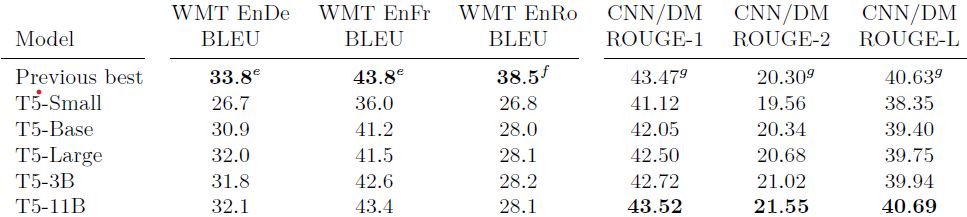 WMT EnDe WMT EnFr WMT EnRo CNN/DM CNN/DM CNN/DM
Model BLEU BLEU BLEU ROUGE-1 ROUGE-2 ROUGE-L
Previous best 33.8e 43.8e 38.5f 43.47g 20.30g 40.63g
T5-Small 26.7 36.0 26.8 41.12 19.56 38.35
T5-Base 30.9 41.2 28.0 42.05 20.34 39.40
T5-Large 32.0 41.5 28.1 42.50 20.68 39.75
T5-3B 31.8 42.6 28.2 42.72 21.02 39.94
T5-11B 32.1 43.4 28.1 43.52 21.55 40.69